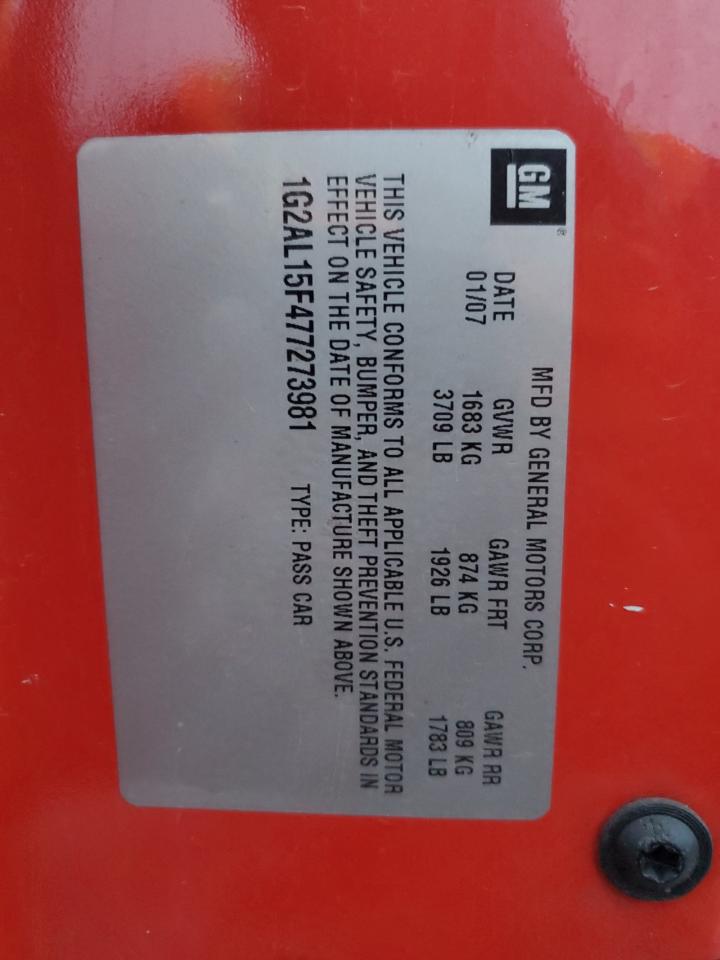 GM ®
MFD BY GENERAL MOTORS CORP.
DATE GVWR GAWR FRT GAWR RR
01/07 1683 KG 874 KG 809 KG
3709 LB 1926 LB 1783 LB
THIS VEHICLE CONFORMS TO ALL APPLICABLE U.S. FEDERAL MOTOR
VEHICLE SAFETY, BUMPER, AND THEFT PREVENTION STANDARDS IN
EFFECT ON THE DATE OF MANUFACTURE SHOWN ABOVE.
1G2AL15F477273981 TYPE: PASS CAR